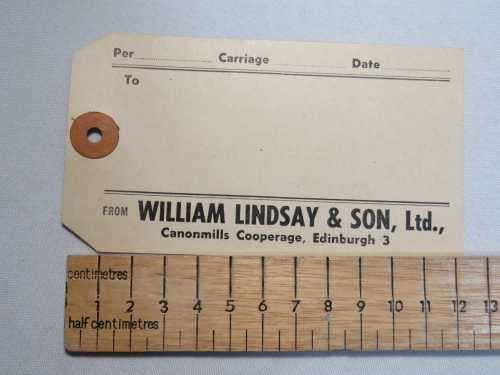 Per Carriage Date
To
FROM WILLIAM LINDSAY & SON, Ltd.,
Canonmills Cooperage, Edinburgh 3
centimetres
1 2 3 4 5 6 7 8 9 10 11 12 13
half centimetres